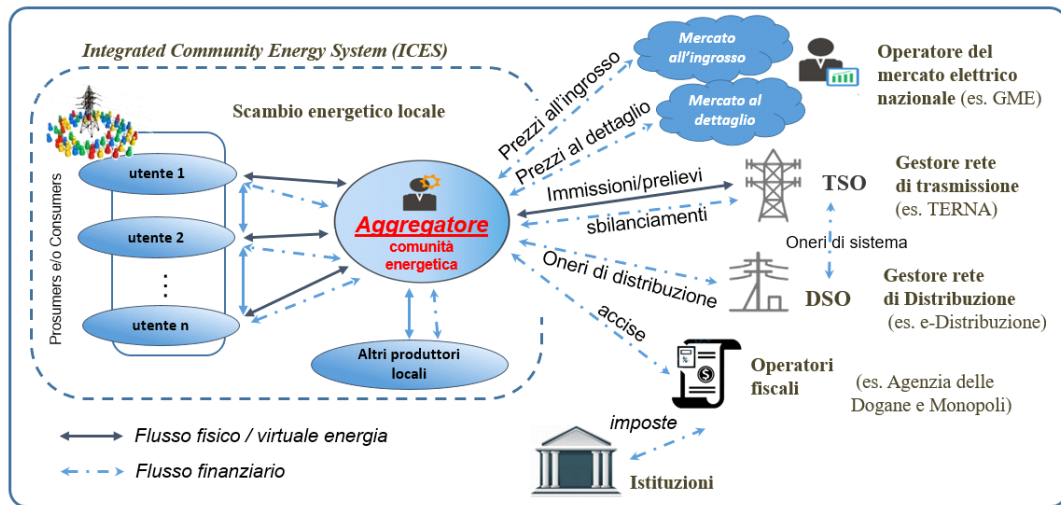 Integrated Community Energy System (ICES)
Scambio energetico locale
Prosumers e/o Consumers
utente 1
utente 2
⋮
utente n
Aggregatore
comunità
energetica
Altri produttori
locali
Flusso fisico / virtuale energia
Flusso finanziario
Prezzi all'ingrosso
Prezzi al dettaglio
Immissioni/prelievi
sbilanciamenti
Oneri di distribuzione
accise
imposte
Mercato
all'ingrosso
Mercato al
dettaglio
Operatore del
mercato elettrico
nazionale (es. GME)
TSO
Gestore rete
di trasmissione
(es. TERNA)
Oneri di sistema
DSO
Gestore rete
di Distribuzione
(es. e-Distribuzione)
%
$
Operatori
fiscali
(es. Agenzia delle
Dogane e Monopoli)
Istituzioni